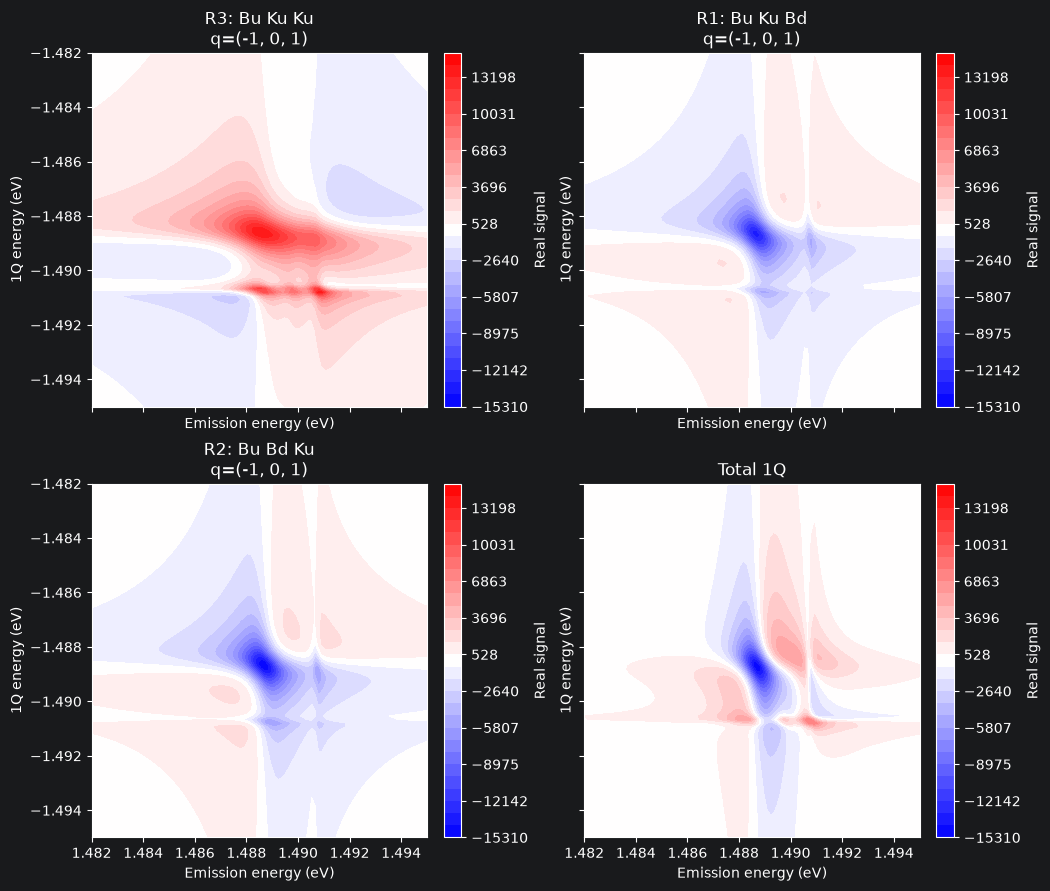 R3: Bu Ku Ku
q=(-1, 0, 1)
−1.482
−1.484
−1.486
−1.488
−1.490
−1.492
−1.494
1Q energy (eV)
Emission energy (eV)
13198
10031
6863
3696
528
−2640
−5807
−8975
−12142
−15310
Real signal
R1: Bu Ku Bd
q=(-1, 0, 1)
1Q energy (eV)
Emission energy (eV)
13198
10031
6863
3696
528
−2640
−5807
−8975
−12142
−15310
Real signal
R2: Bu Bd Ku
q=(-1, 0, 1)
−1.482
−1.484
−1.486
−1.488
−1.490
−1.492
−1.494
1Q energy (eV)
1.482 1.484 1.486 1.488 1.490 1.492 1.494
Emission energy (eV)
13198
10031
6863
3696
528
−2640
−5807
−8975
−12142
−15310
Real signal
Total 1Q
1Q energy (eV)
1.482 1.484 1.486 1.488 1.490 1.492 1.494
Emission energy (eV)
13198
10031
6863
3696
528
−2640
−5807
−8975
−12142
−15310
Real signal